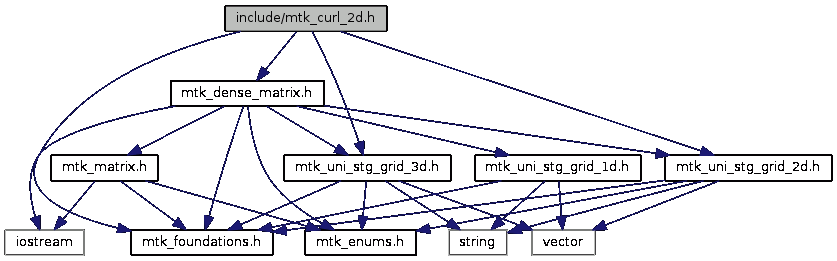 include/mtk_curl_2d.h
mtk_dense_matrix.h
mtk_matrix.h
mtk_uni_stg_grid_3d.h
mtk_uni_stg_grid_1d.h
mtk_uni_stg_grid_2d.h
iostream
mtk_foundations.h
mtk_enums.h
string
vector